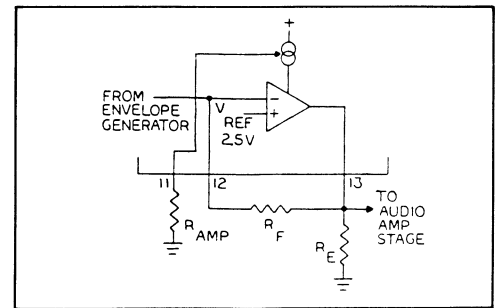 +
FROM
ENVELOPE
GENERATOR
V
−
+
REF
2.5V
11
12
13
R AMP
R F
R E
TO
AUDIO
AMP
STAGE